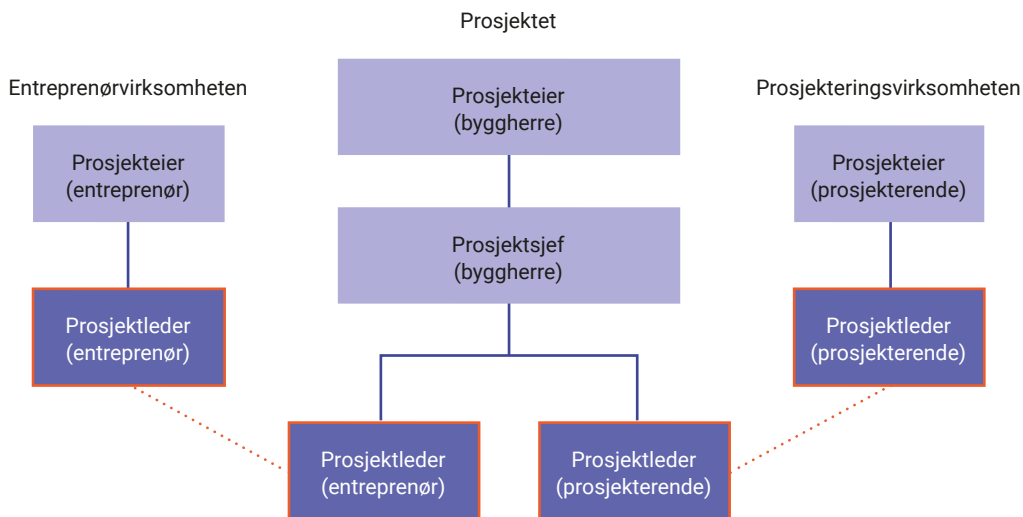 Prosjektet
Entreprenørvirksomheten
Prosjekteier
(byggherre)
Prosjekteringsvirksomheten
Prosjekteier
(entreprenør)
Prosjekteier
(prosjekterende)
Prosjektsjef
(byggherre)
Prosjektleder
(entreprenør)
Prosjektleder
(prosjekterende)
Prosjektleder
(entreprenør)
Prosjektleder
(prosjekterende)